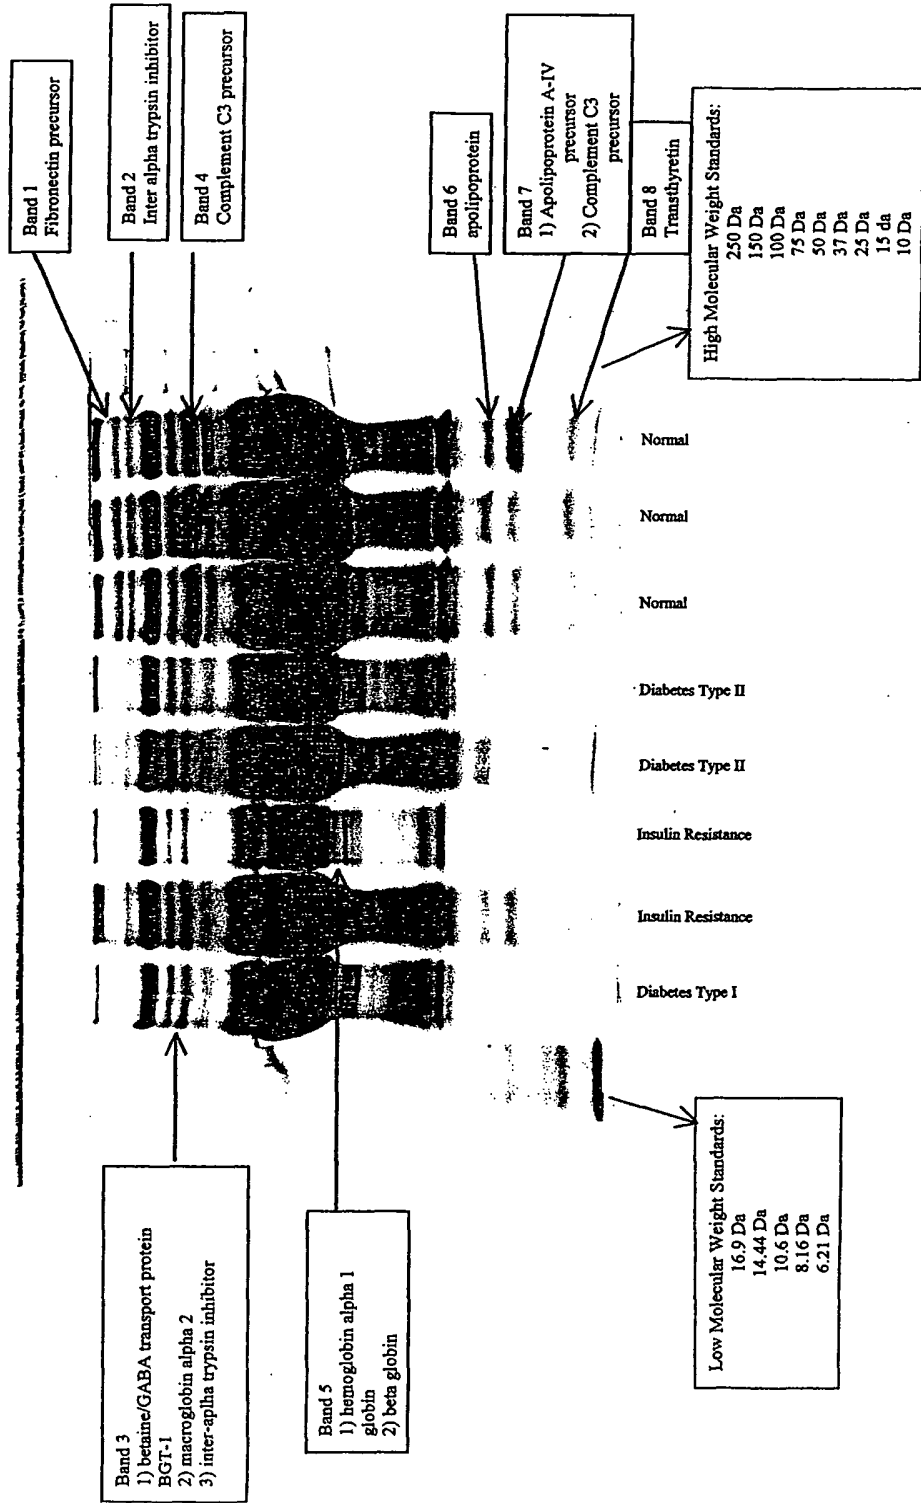 Band 1
Fibronectin precursor
Band 2
Inter alpha trypsin inhibitor
Band 4
Complement C3 precursor
Band 6
apolipoprotein
Band 7
1) Apolipoprotein A-IV
precursor
2) Complement C3
precursor
Band 8
Transthyretin
High Molecular Weight Standards:
250 Da
150 Da
100 Da
75 Da
50 Da
37 Da
25 Da
15 da
10 Da
Normal
Normal
Normal
Diabetes Type II
Diabetes Type II
Insulin Resistance
Insulin Resistance
Diabetes Type I
Band 3
1) betaine/GABA transport protein
BGT-1
2) macroglobin alpha 2
3) inter-aplha trypsin inhibitor
Band 5
1) hemoglobin alpha 1
globin
2) beta globin
Low Molecular Weight Standards:
16.9 Da
14.44 Da
10.6 Da
8.16 Da
6.21 Da